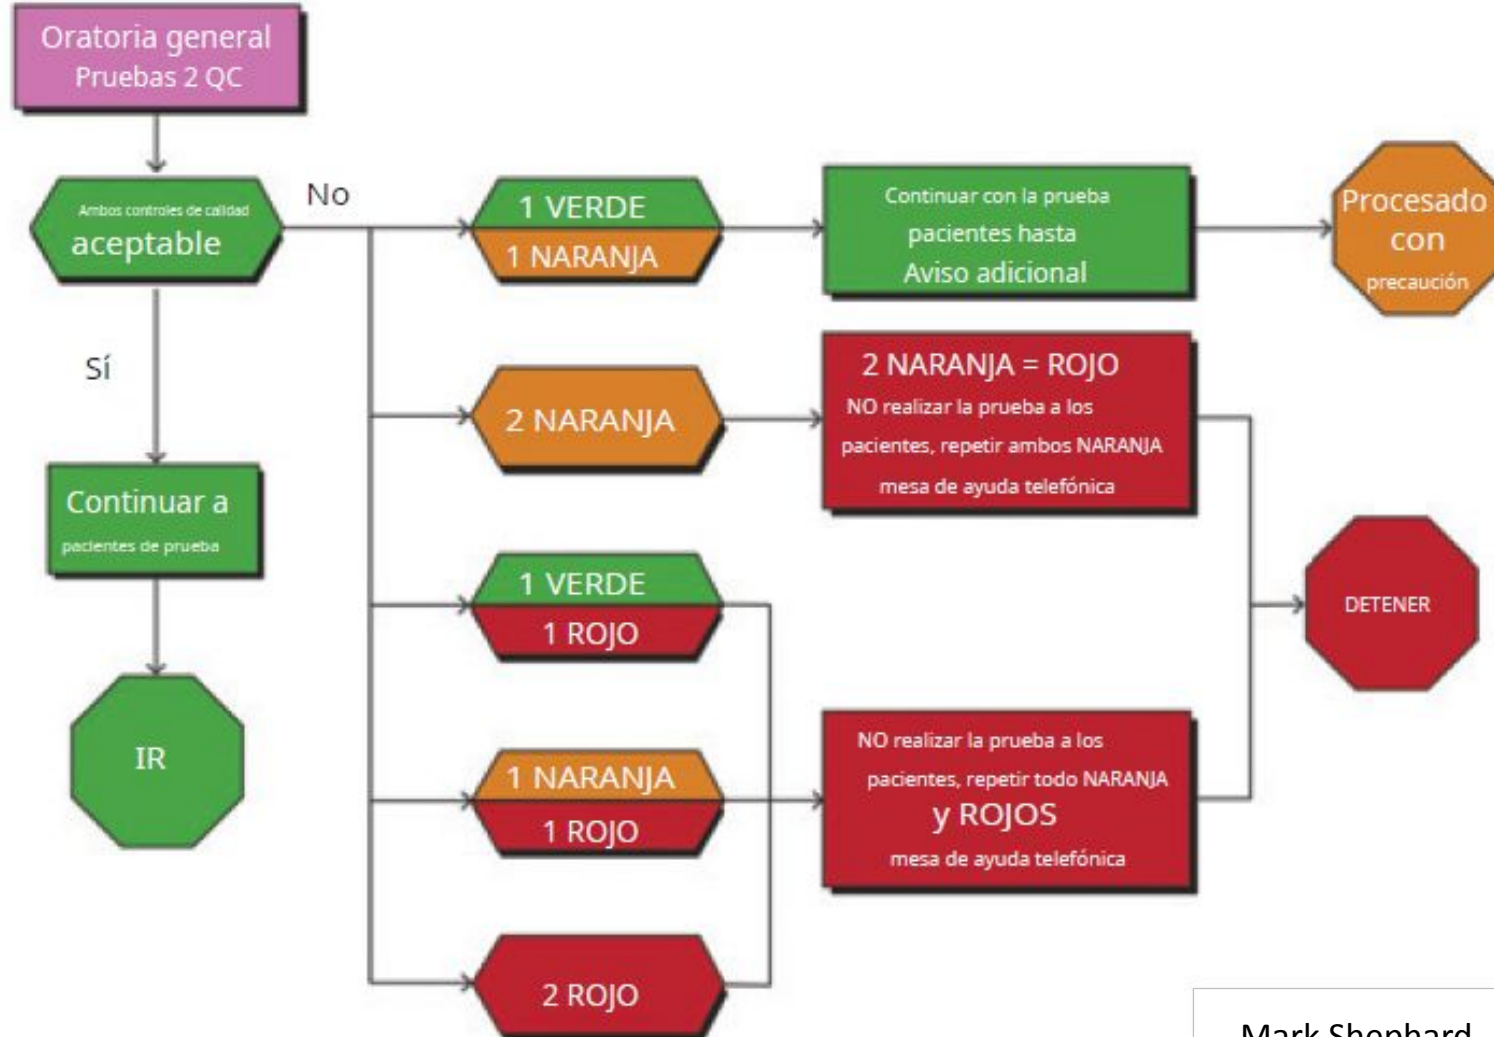 Oratoria general
Pruebas 2 QC
Ambos controles de calidad
aceptable
No
Sí
Continuar a
pacientes de prueba
IR
1 VERDE
1 NARANJA
Continuar con la prueba
pacientes hasta
Aviso adicional
Procesado
con
precaución
2 NARANJA
2 NARANJA = ROJO
NO realizar la prueba a los
pacientes, repetir ambos NARANJA
mesa de ayuda telefónica
1 VERDE
1 ROJO
1 NARANJA
1 ROJO
2 ROJO
NO realizar la prueba a los
pacientes, repetir todo NARANJA
y ROJOS
mesa de ayuda telefónica
DETENER
Mark Shephard